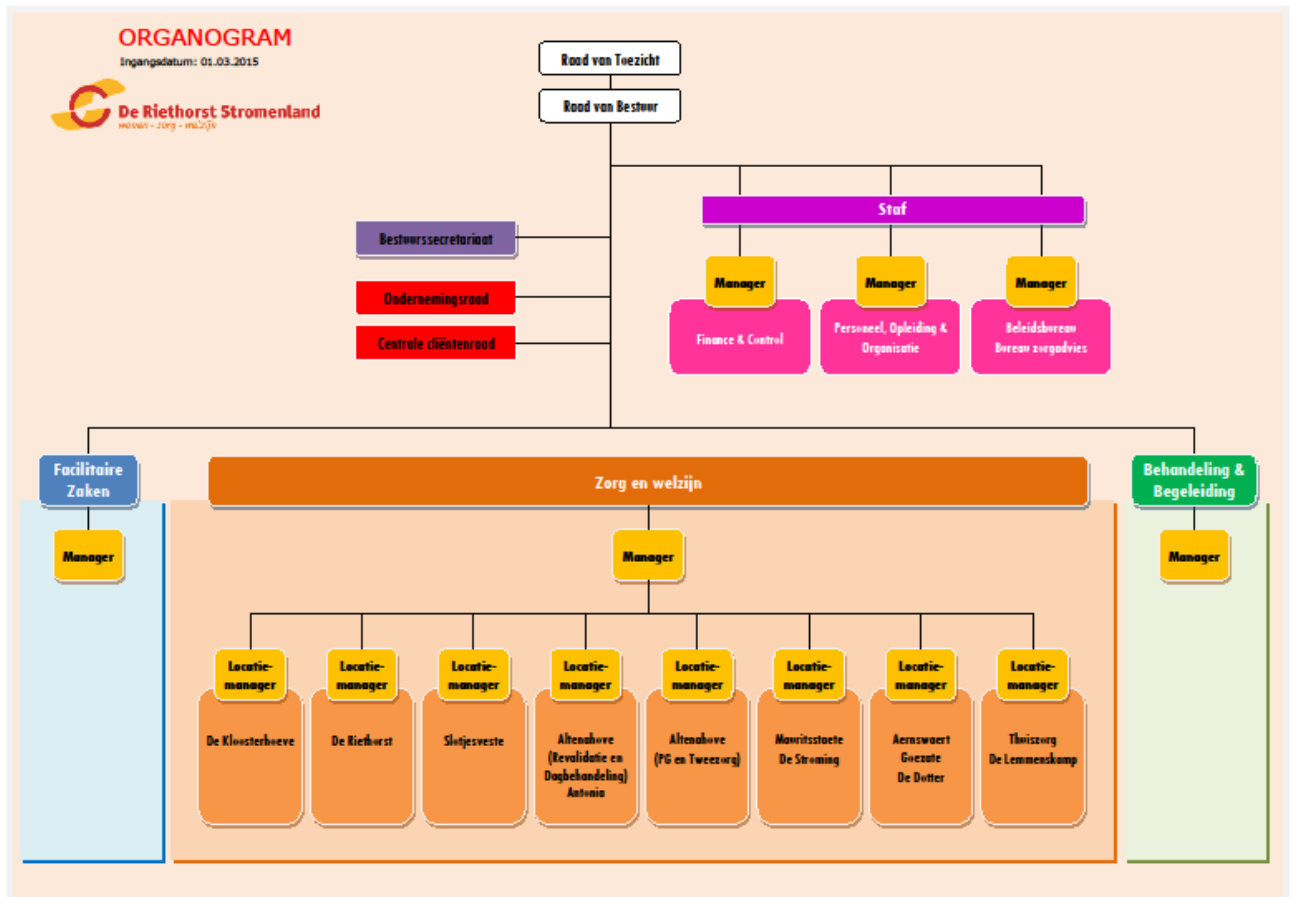 ORGANOGRAM
Ingangsdatum: 01.03.2015
De Riethorst Stromenland
wonen - zorg - welzijn
Raad van Toezicht
Raad van Bestuur
Staf
Bestuurssecretariaat
Ondernemingsraad
Centrale cliëntenraad
Manager
Manager
Manager
Finance & Control
Personeel, Opleiding &
Organisatie
Beleidsbureau
Bureau zorgadvies
Facilitaire
Zaken
Zorg en welzijn
Behandeling &
Begeleiding
Manager
Manager
Manager
Locatie-
manager
Locatie-
manager
Locatie-
manager
Locatie-
manager
Locatie-
manager
Locatie-
manager
Locatie-
manager
Locatie-
manager
De Kloosterhoeve
De Riethorst
Slotjesveste
Altenahove
(Revalidatie en
Dagbehandeling)
Antonia
Altenahove
(PG en Tweezorg)
Mauritsstaete
De Stroming
Aernswaert
Goezate
De Dotter
Thuiszorg
De Lemmenskamp